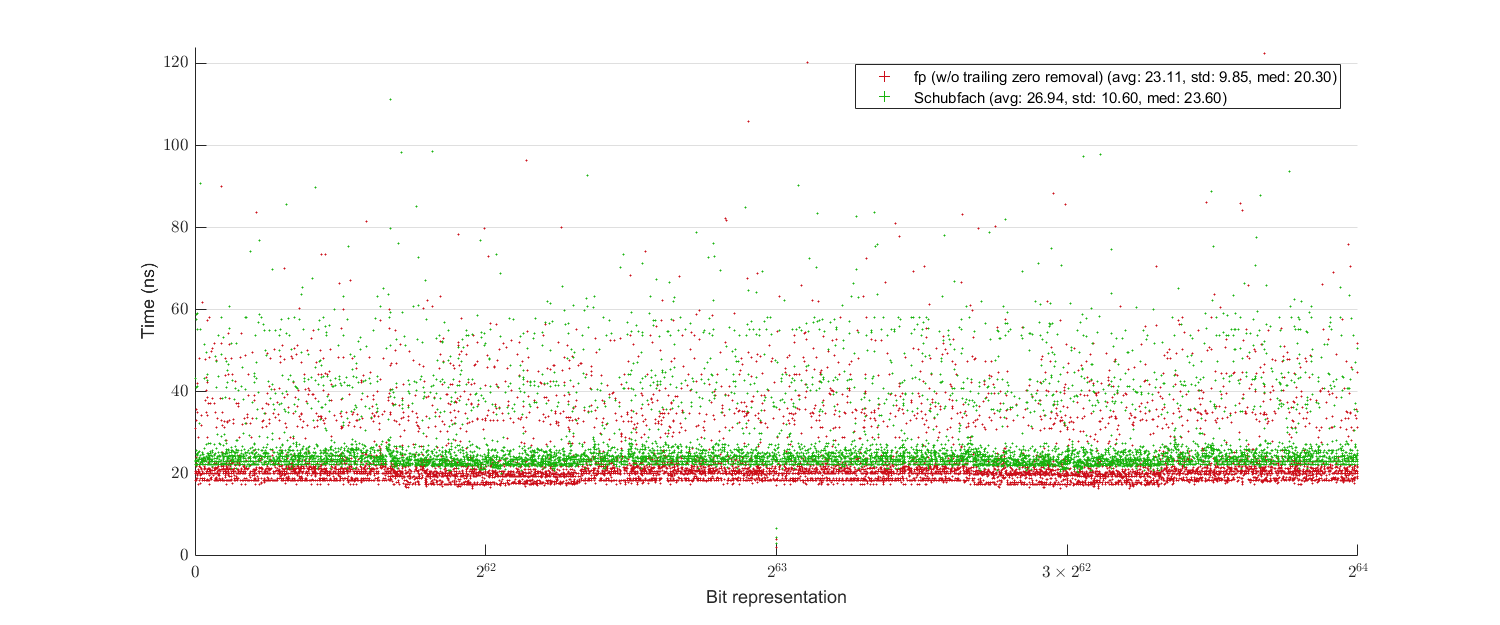 120
fp (w/o trailing zero removal) (avg: 23.11, std: 9.85, med: 20.30)
Schubfach (avg: 26.94, std: 10.60, med: 23.60)
100
80
60
Time (ns)
40
20
0
0 2^62 2^63 3 × 2^62 2^64
Bit representation